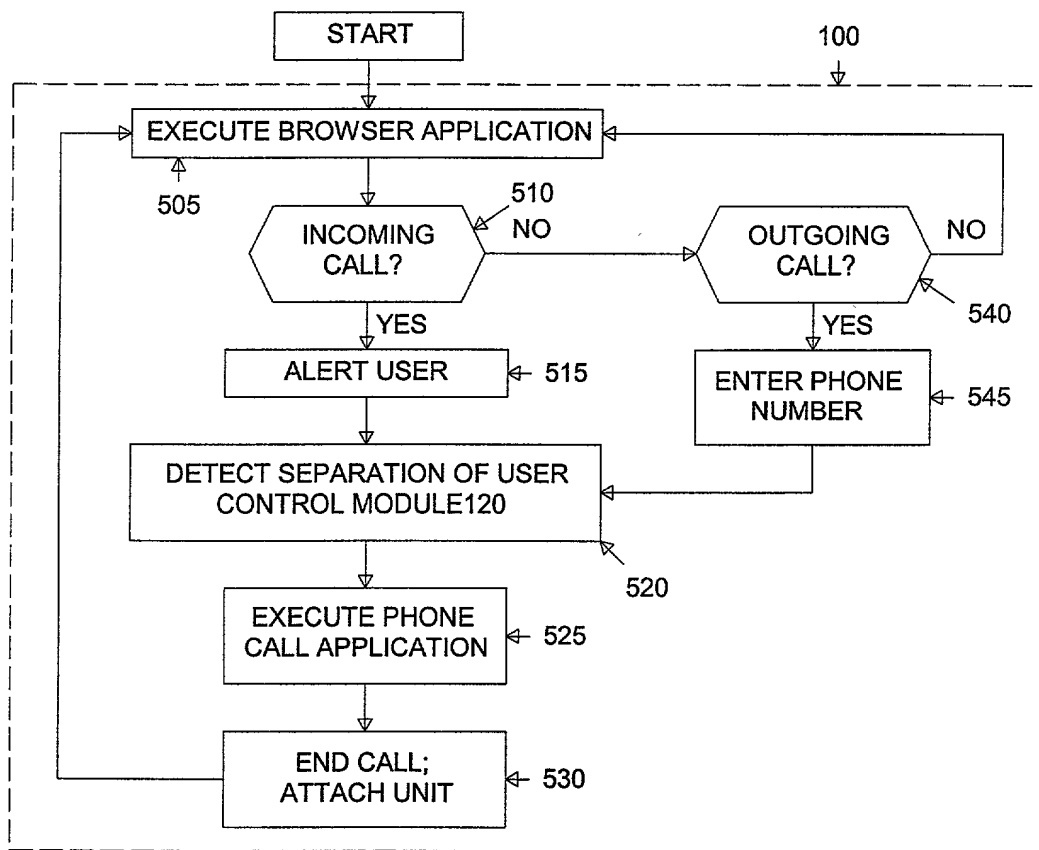 START
100
EXECUTE BROWSER APPLICATION
505
510
INCOMING
CALL?
NO
OUTGOING
CALL?
NO
540
YES
YES
ALERT USER
515
ENTER PHONE
NUMBER
545
DETECT SEPARATION OF USER
CONTROL MODULE120
520
EXECUTE PHONE
CALL APPLICATION
525
END CALL;
ATTACH UNIT
530